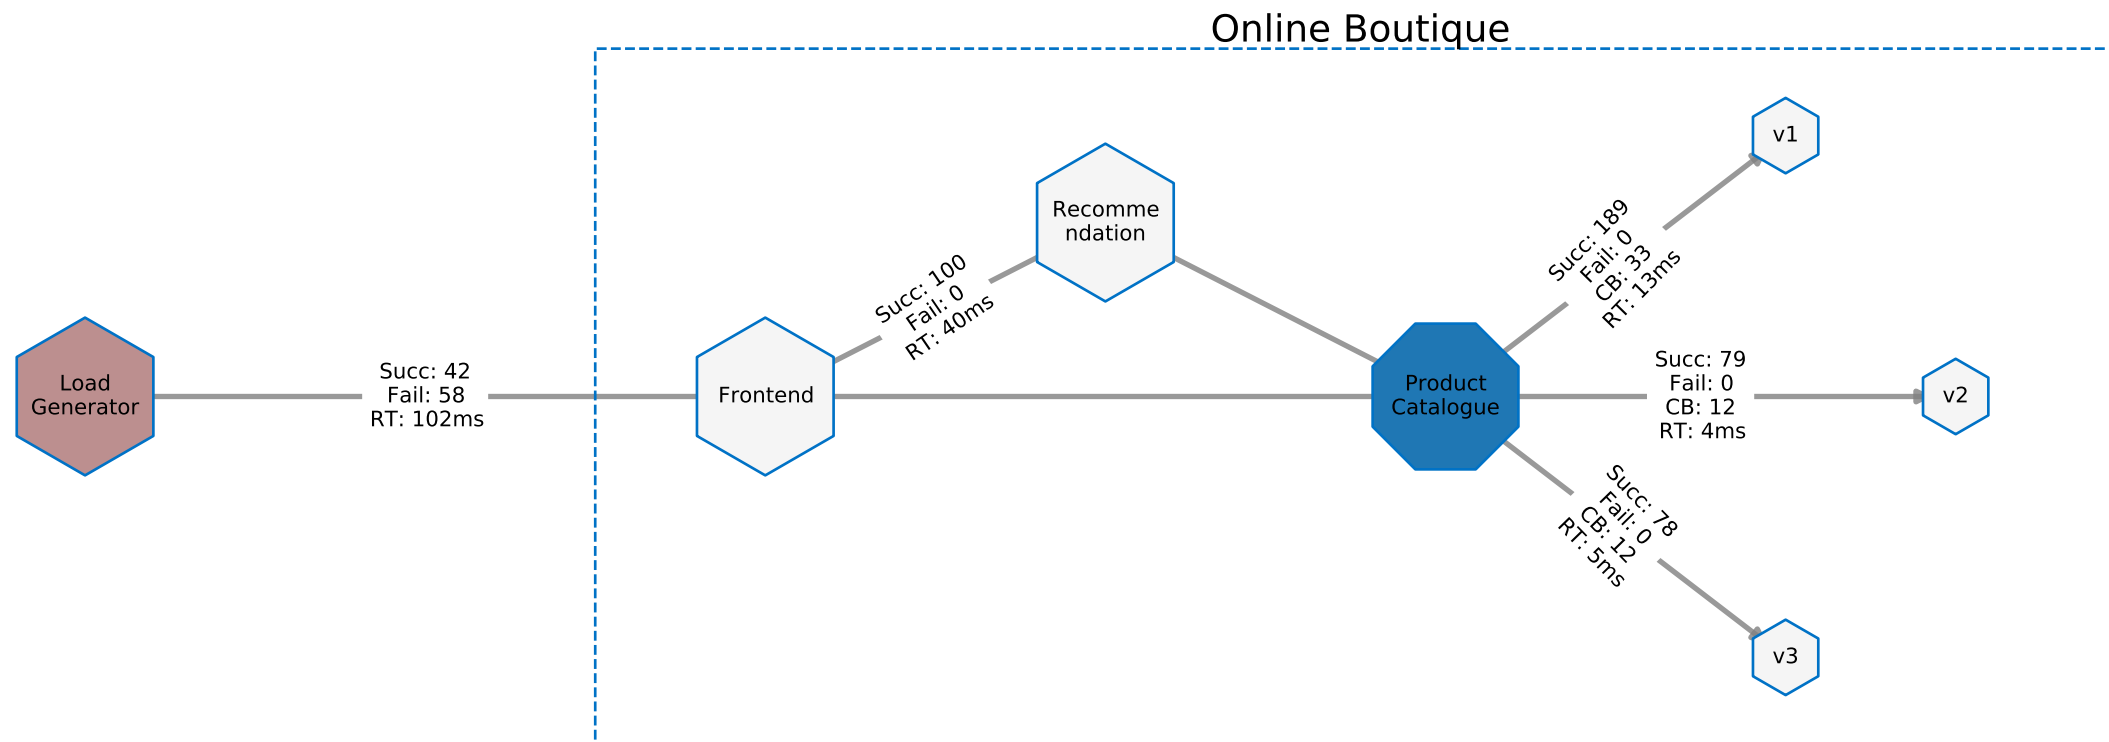 Online Boutique
Load
Generator
Succ: 42
Fail: 58
RT: 102ms
Frontend
Succ: 100
Fail: 0
RT: 40ms
Recomme
ndation
Product
Catalogue
Succ: 189
Fail: 0
CB: 33
RT: 13ms
v1
Succ: 79
Fail: 0
CB: 12
RT: 4ms
v2
Succ: 78
Fail: 0
CB: 12
RT: 5ms
v3